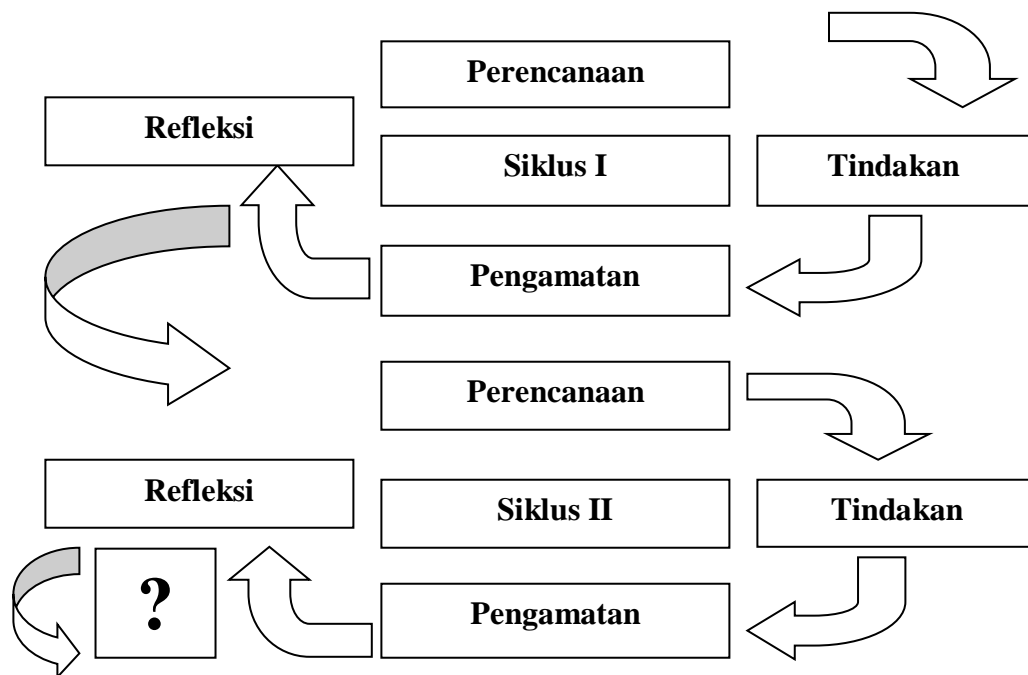 Perencanaan
Refleksi
Siklus I
Tindakan
Pengamatan
Perencanaan
Refleksi
Siklus II
Tindakan
?
Pengamatan